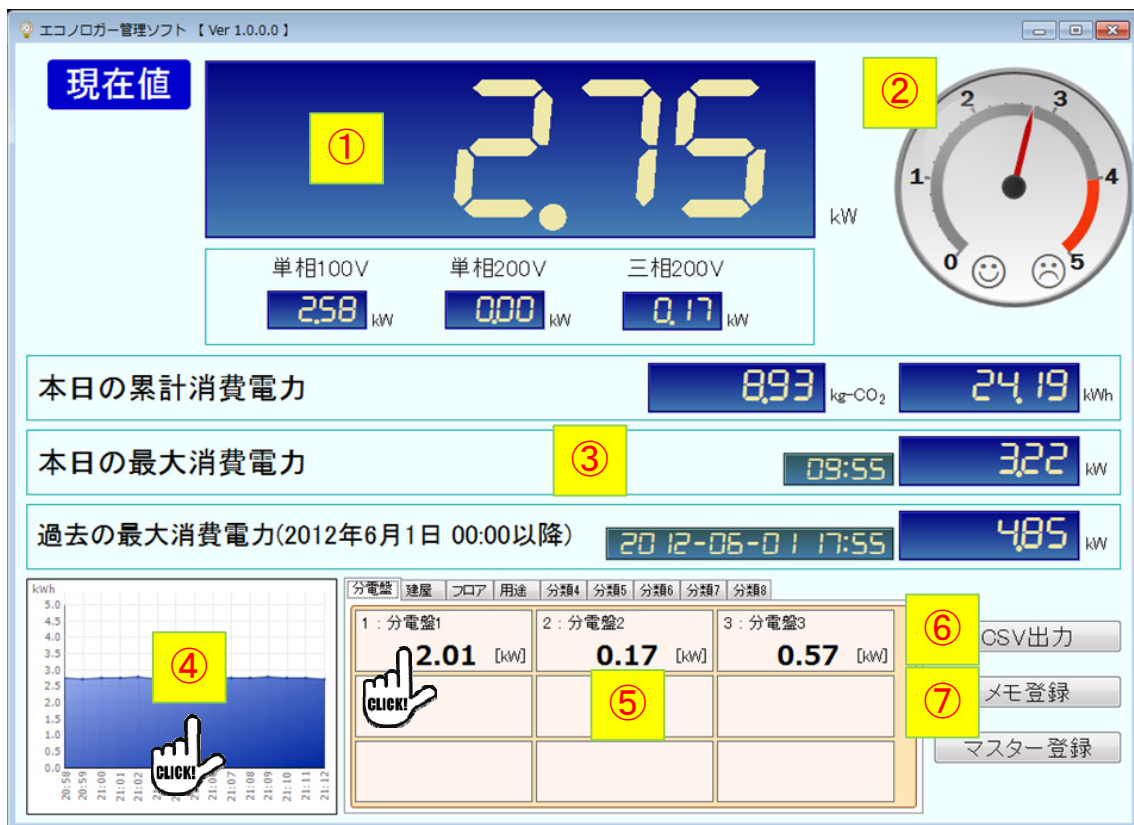 エコノロガー管理ソフト 【 Ver 1.0.0.0 】
現在値
①
2.75
kW
②
0
1
2
3
4
5
単相100V
単相200V
三相200V
2.58 kW
0.00 kW
0.17 kW
本日の累計消費電力
8.93 kg-CO₂
24.19 kWh
本日の最大消費電力
③
09:55
3.22 kW
過去の最大消費電力(2012年6月1日 00:00以降)
2012-06-01 17:55
4.85 kW
kWh
5.0
4.5
4.0
3.5
3.0
2.5
2.0
1.5
1.0
0.5
0.0
④
CLICK!
20:58
20:59
21:00
21:01
21:02
21:07
21:08
21:09
21:10
21:11
21:12
分電盤 建屋 フロア 用途 分類4 分類5 分類6 分類7 分類8
1 : 分電盤1
2.01 [kW]
2 : 分電盤2
0.17 [kW]
3 : 分電盤3
0.57 [kW]
CLICK!
⑤
⑥
CSV出力
⑦
メモ登録
マスター登録